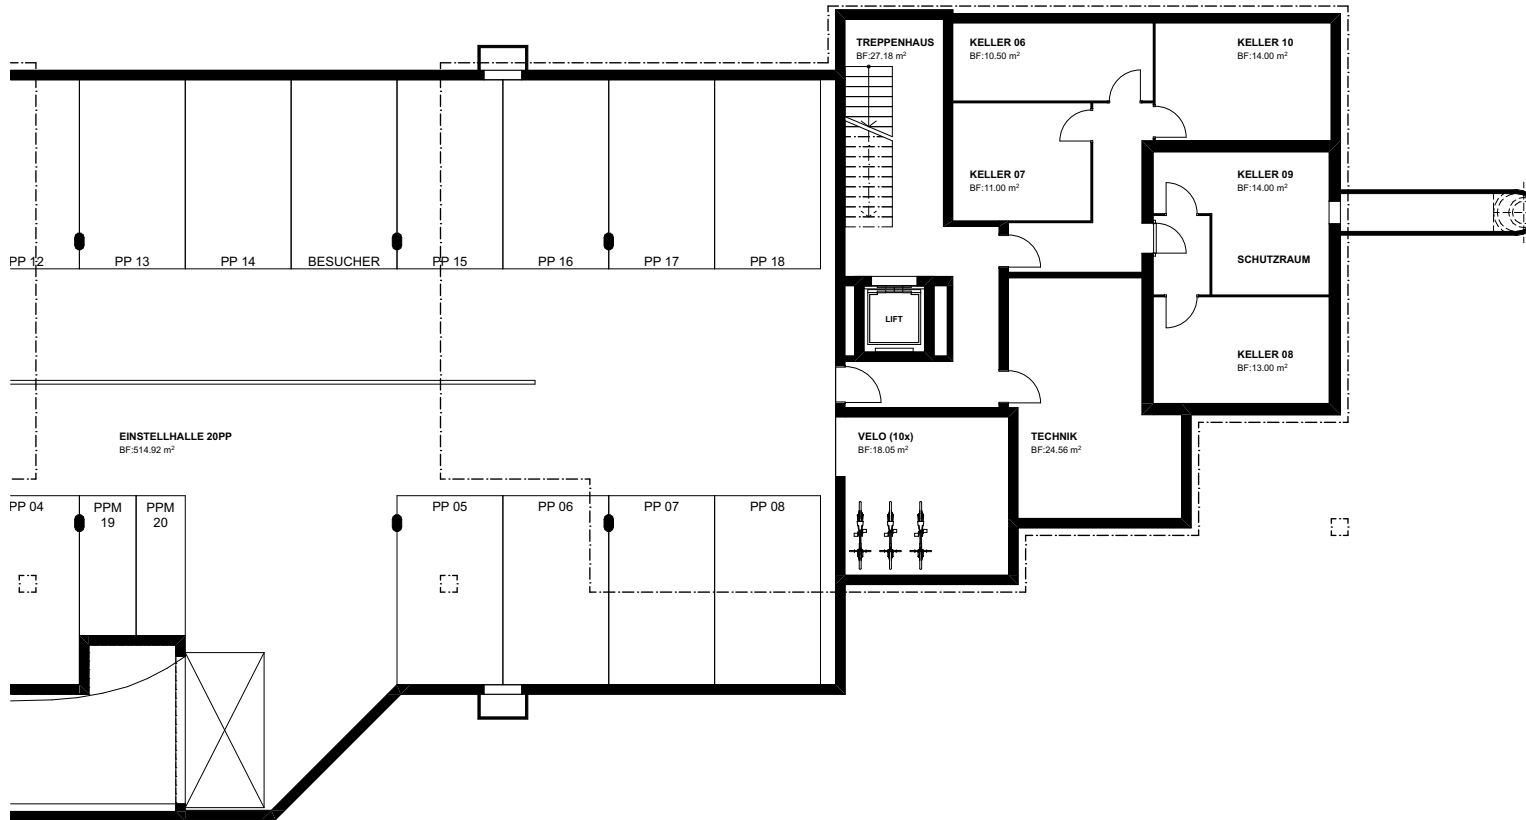 TREPPENHAUS
BF:27.18 m²
KELLER 06
BF:10.50 m²
KELLER 10
BF:14.00 m²
KELLER 07
BF:11.00 m²
KELLER 09
BF:14.00 m²
SCHUTZRAUM
PP 12
PP 13
PP 14
BESUCHER
PP 15
PP 16
PP 17
PP 18
LIFT
KELLER 08
BF:13.00 m²
EINSTELLHALLE 20PP
BF:514.92 m²
VELO (10x)
BF:18.05 m²
TECHNIK
BF:24.56 m²
PP 04
PPM
19
PPM
20
PP 05
PP 06
PP 07
PP 08